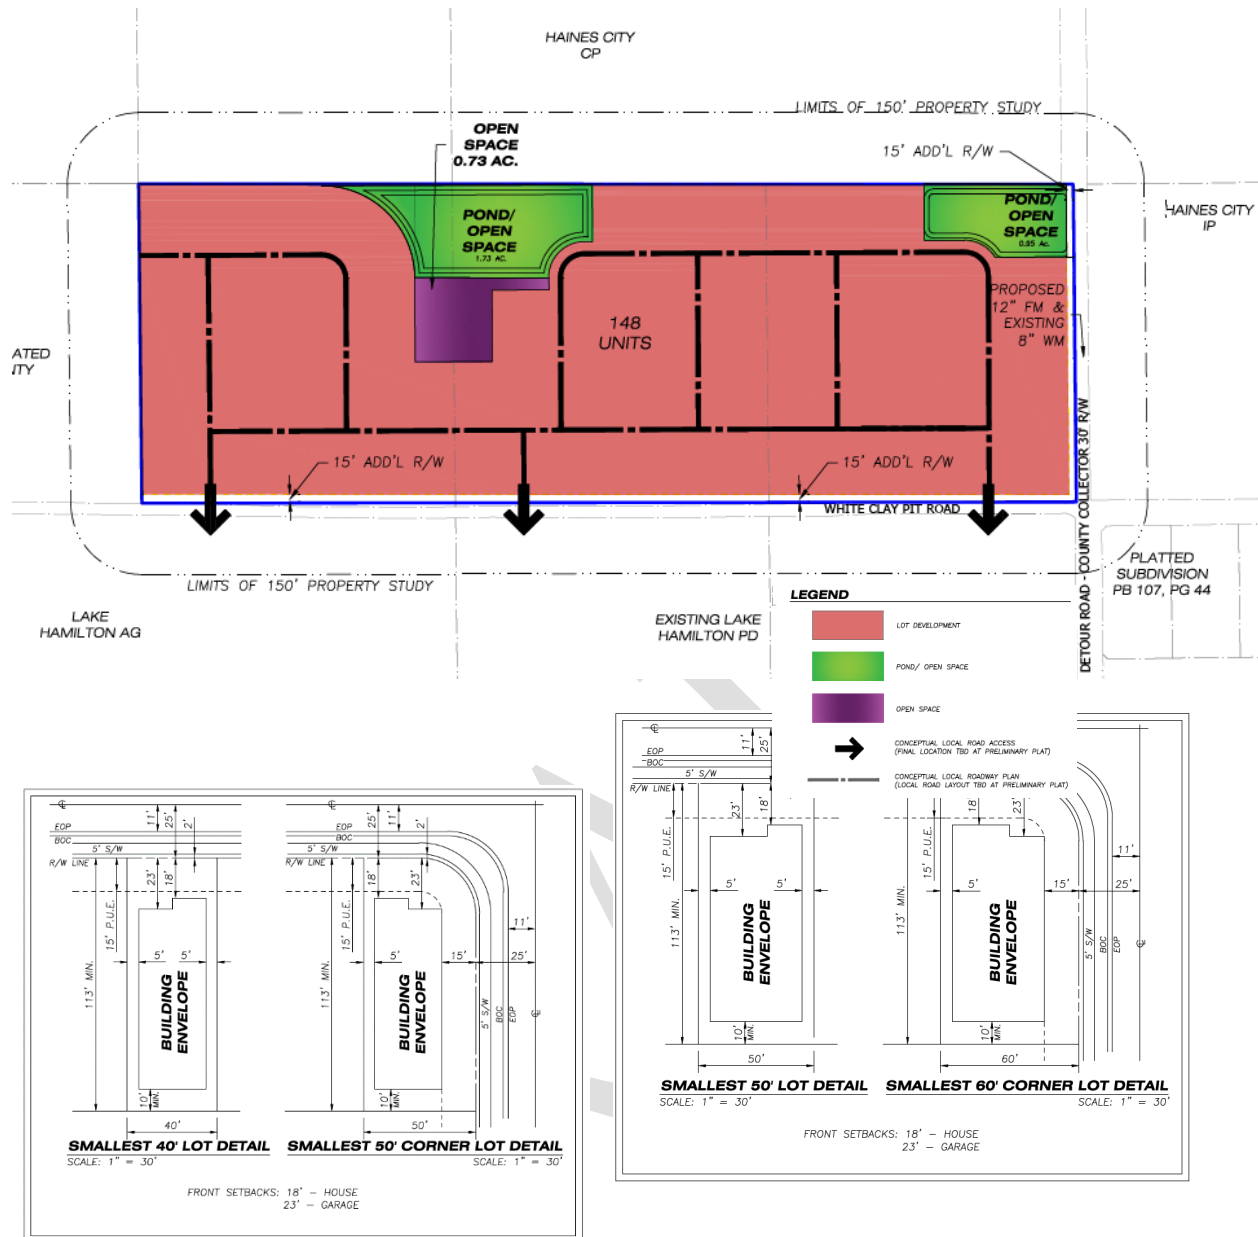 HAINES CITY
CP
LIMITS OF 150' PROPERTY STUDY
OPEN
SPACE
0.73 AC.
15' ADD'L R/W
HAINES CITY
IP
POND/
OPEN
SPACE
1.73 AC.
POND/
OPEN
SPACE
0.95 Ac.
PROPOSED
12" FM &
EXISTING
8" WM
148
UNITS
ATED
ITY
15' ADD'L R/W
15' ADD'L R/W
WHITE CLAY PIT ROAD
DETOUR ROAD - COUNTY COLLECTOR 30' R/W
LIMITS OF 150' PROPERTY STUDY
PLATTED
SUBDIVISION
PB 107, PG 44
LAKE
HAMILTON AG
EXISTING LAKE
HAMILTON PD
LEGEND
LOT DEVELOPMENT
POND/ OPEN SPACE
OPEN SPACE
CONCEPTUAL LOCAL ROAD ACCESS
(FINAL LOCATION TBD AT PRELIMINARY PLAT)
CONCEPTUAL LOCAL ROADWAY PLAN
(LOCAL ROAD LAYOUT TBD AT PRELIMINARY PLAT)
EOP
BOC
5' S/W
R/W LINE
11'
25'
2'
23'
18'
15' P.U.E.
113' MIN.
5'
5'
BUILDING
ENVELOPE
10'
MIN.
40'
SMALLEST 40' LOT DETAIL
SCALE: 1" = 30'
EOP
BOC
5' S/W
R/W LINE
25'
11'
2'
18'
23'
15' P.U.E.
113' MIN.
5'
15'
25'
11'
BUILDING
ENVELOPE
5' S/W
BOC
EOP
10'
MIN.
50'
SMALLEST 50' CORNER LOT DETAIL
SCALE: 1" = 30'
FRONT SETBACKS: 18' – HOUSE
23' – GARAGE
EOP
BOC
5' S/W
R/W LINE
11'
25'
23'
18'
15' P.U.E.
113' MIN.
5'
5'
BUILDING
ENVELOPE
10'
MIN.
50'
SMALLEST 50' LOT DETAIL
SCALE: 1" = 30'
18'
23'
15' P.U.E.
113' MIN.
5'
15'
25'
11'
BUILDING
ENVELOPE
5' S/W
BOC
EOP
10'
MIN.
60'
SMALLEST 60' CORNER LOT DETAIL
SCALE: 1" = 30'
FRONT SETBACKS: 18' – HOUSE
23' – GARAGE